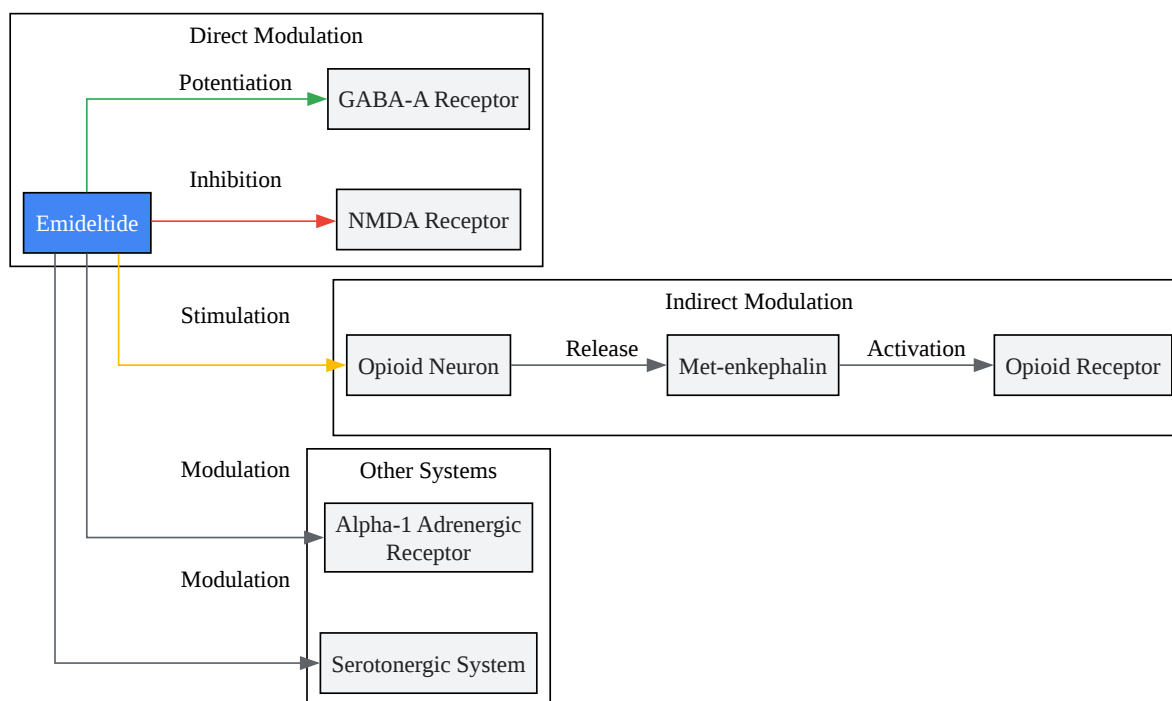 Direct Modulation
Potentiation
GABA-A Receptor
Inhibition
Emideltide
NMDA Receptor
Indirect Modulation
Stimulation
Opioid Neuron
Release
Met-enkephalin
Activation
Opioid Receptor
Modulation
Other Systems
Alpha-1 Adrenergic
Receptor
Modulation
Serotonergic System